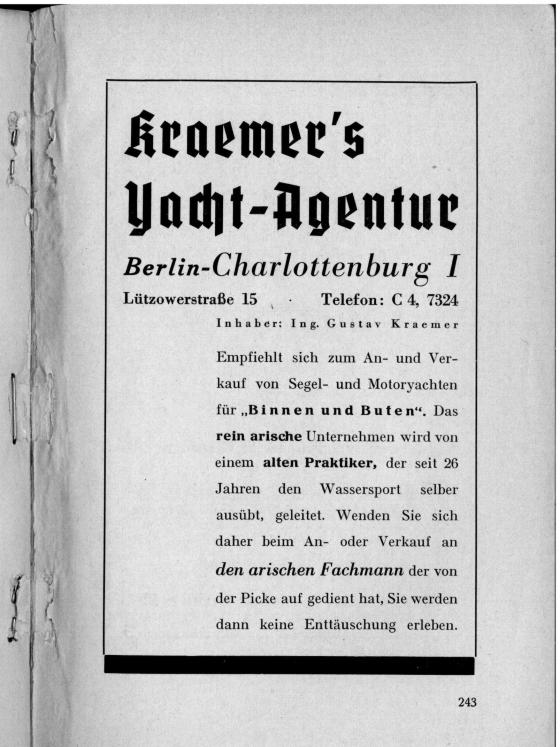 Kraemer's
Yacht-Agentur
Berlin-Charlottenburg I
Lützowerstraße 15 · Telefon: C 4, 7324
Inhaber: Ing. Gustav Kraemer
Empfiehlt sich zum An- und Ver-
kauf von Segel- und Motoryachten
für „Binnen und Buten“. Das
rein arische Unternehmen wird von
einem alten Praktiker, der seit 26
Jahren den Wassersport selber
ausübt, geleitet. Wenden Sie sich
daher beim An- oder Verkauf an
den arischen Fachmann der von
der Picke auf gedient hat, Sie werden
dann keine Enttäuschung erleben.
243